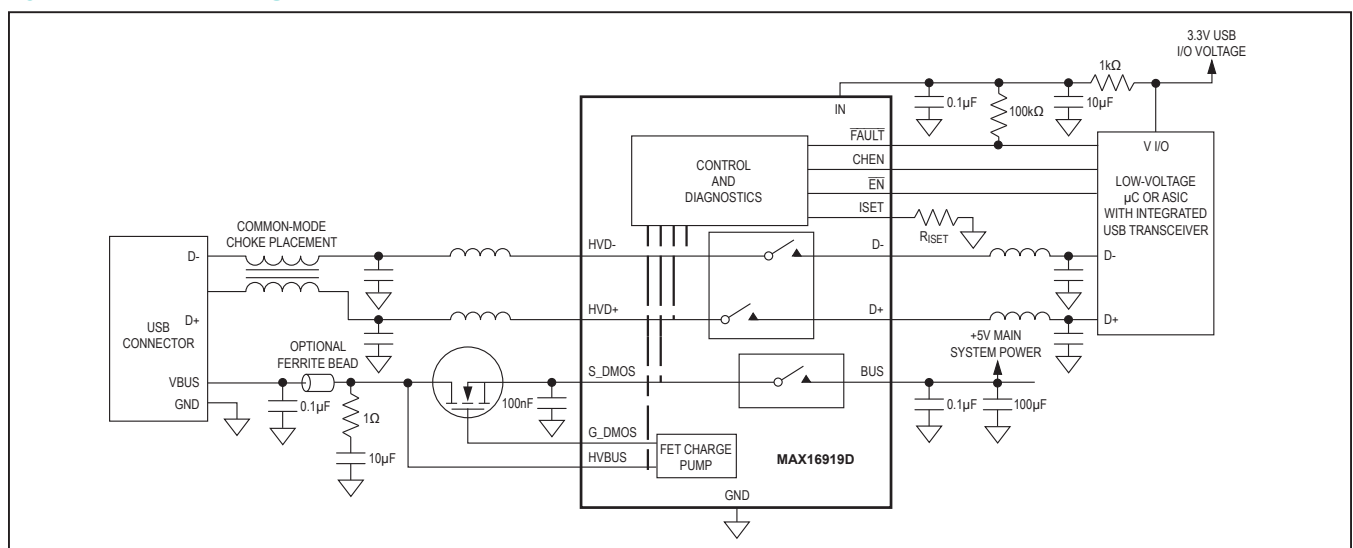 3.3V USB
I/O VOLTAGE
1kΩ
IN
0.1µF
100kΩ
10µF
FAULT
CHEN
EN
ISET
RISET
V I/O
LOW-VOLTAGE
µC OR ASIC
WITH INTEGRATED
USB TRANSCEIVER
D-
D+
CONTROL
AND
DIAGNOSTICS
COMMON-MODE
CHOKE PLACEMENT
D-
D+
USB
CONNECTOR
VBUS
GND
HVD-
D-
HVD+
D+
OPTIONAL
FERRITE BEAD
0.1µF
1Ω
10µF
100nF
S_DMOS
BUS
+5V MAIN
SYSTEM POWER
0.1µF
100µF
G_DMOS
HVBUS
FET CHARGE
PUMP
MAX16919D
GND